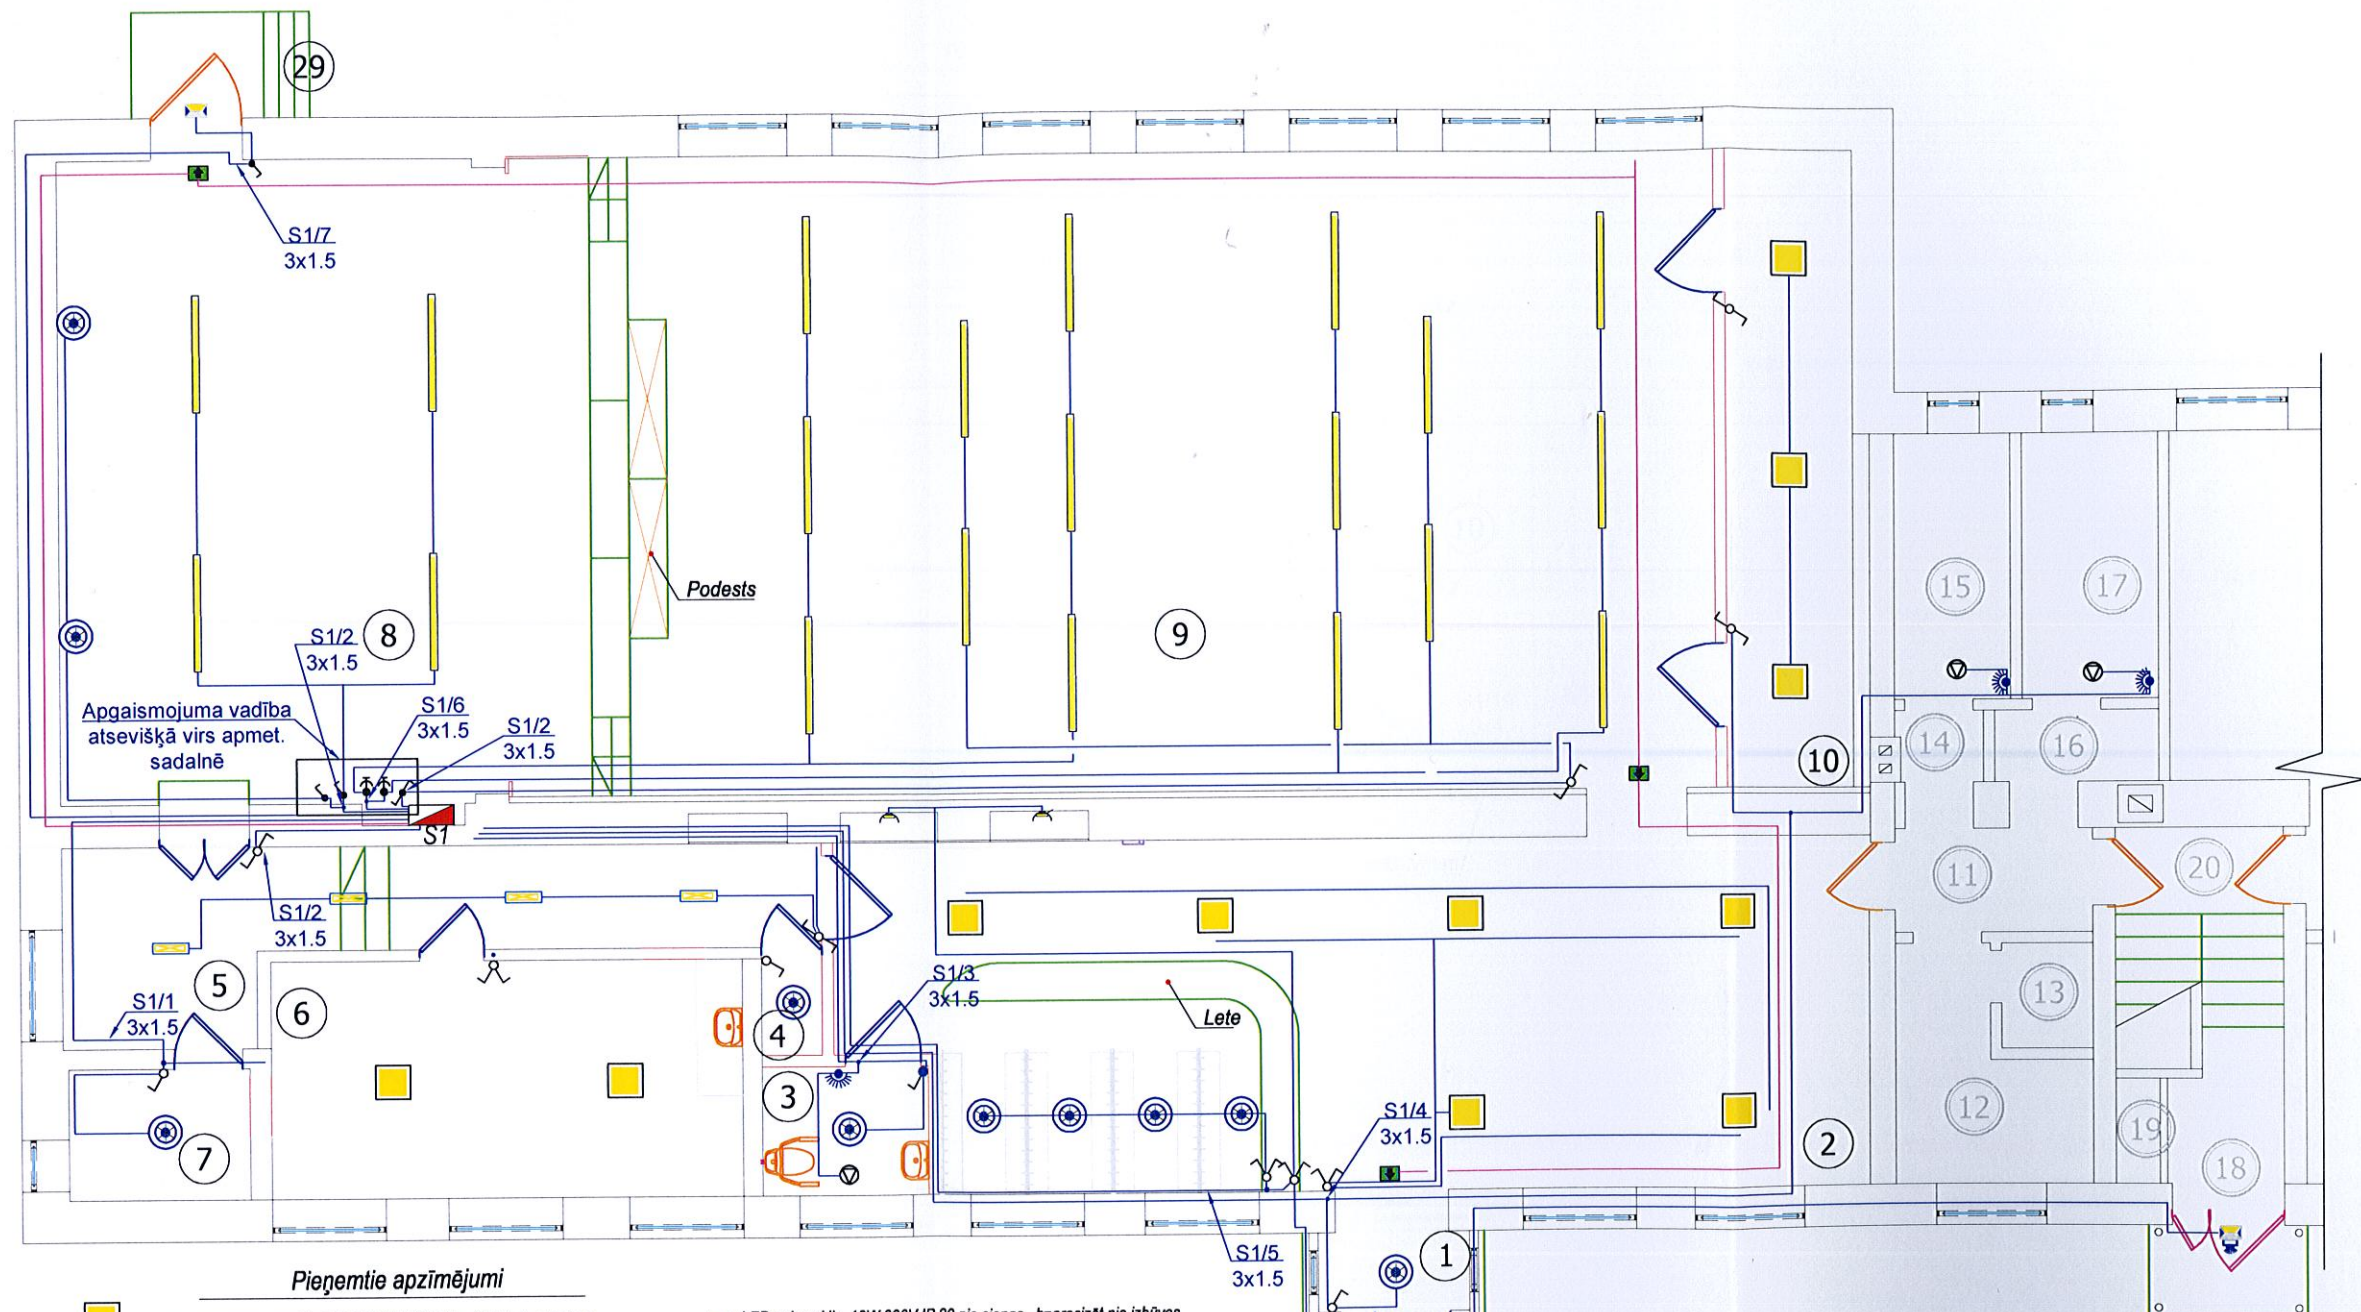 29
S1/7
3x1.5
Podests
S1/2
3x1.5
8
9
15
17
Apgaismojuma vadība
atsevišķā virs apmet.
sadalnē
S1/6
3x1.5
S1/2
3x1.5
10
14
16
S1
11
20
S1/2
3x1.5
5
6
S1/1
3x1.5
S1/3
3x1.5
4
Lete
13
3
7
S1/4
3x1.5
2
12
19
18
1
S1/5
3x1.5
Pieņemtie apzīmējumi